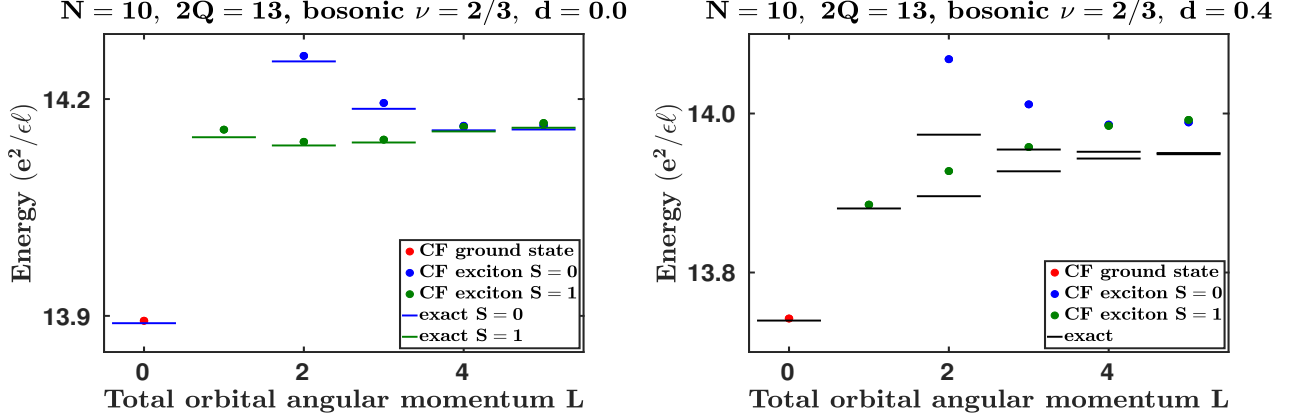 N = 10, 2Q = 13, bosonic ν = 2/3, d = 0.0
14.2
13.9
Energy (e²/ϵℓ)
0
2
4
Total orbital angular momentum L
CF ground state
CF exciton S = 0
CF exciton S = 1
exact S = 0
exact S = 1
N = 10, 2Q = 13, bosonic ν = 2/3, d = 0.4
14.0
13.8
Energy (e²/ϵℓ)
0
2
4
Total orbital angular momentum L
CF ground state
CF exciton S = 0
CF exciton S = 1
exact